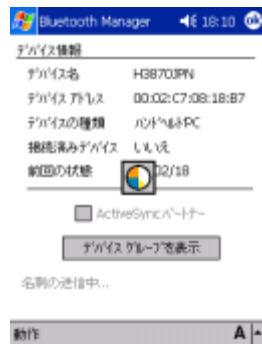 Bluetooth Manager 18:10 ok
デバイス情報
デバイス名 H3870JPN
デバイス アドレス 00:02:C7:08:18:B7
デバイスの種類 ハンドヘルドPC
接続済みデバイス いいえ
前回の状態 02/18
ActiveSyncパートナー
デバイス グループを表示
名刺の送信中...
動作 A